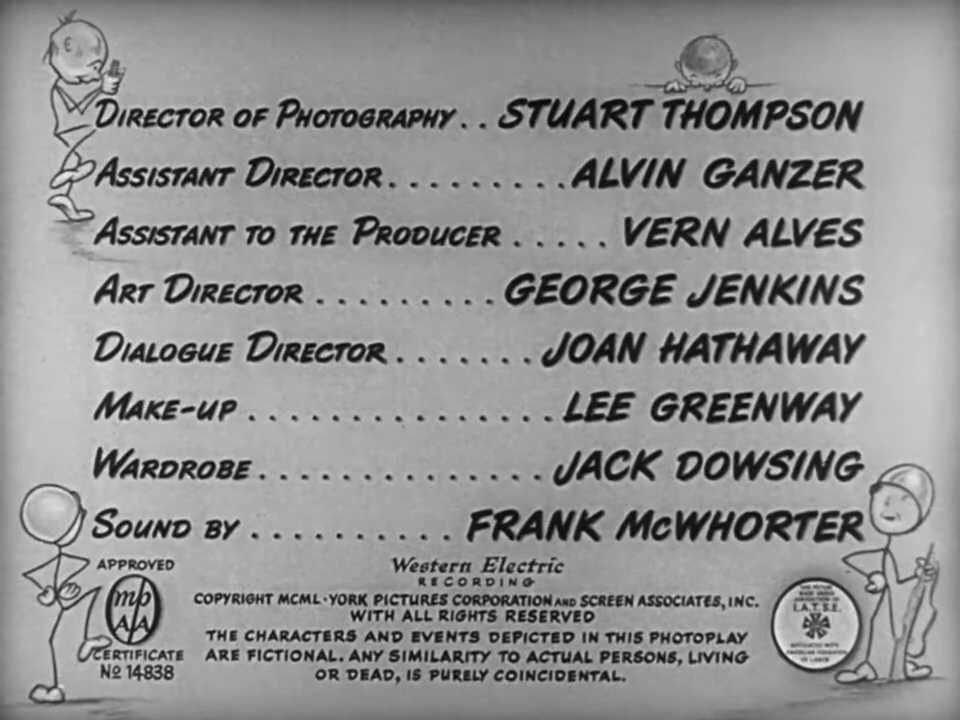 DIRECTOR OF PHOTOGRAPHY . . STUART THOMPSON
ASSISTANT DIRECTOR . . . . . . . . . ALVIN GANZER
ASSISTANT TO THE PRODUCER . . . . . VERN ALVES
ART DIRECTOR . . . . . . . . . GEORGE JENKINS
DIALOGUE DIRECTOR . . . . . . . JOAN HATHAWAY
MAKE-UP . . . . . . . . . . . . . . . LEE GREENWAY
WARDROBE . . . . . . . . . . . . . . JACK DOWSING
SOUND BY . . . . . . . . . . FRANK McWHORTER
APPROVED
MPAA
CERTIFICATE
No 14838
Western Electric
RECORDING
COPYRIGHT MCML · YORK PICTURES CORPORATION AND SCREEN ASSOCIATES, INC.
WITH ALL RIGHTS RESERVED
THE CHARACTERS AND EVENTS DEPICTED IN THIS PHOTOPLAY
ARE FICTIONAL. ANY SIMILARITY TO ACTUAL PERSONS, LIVING
OR DEAD, IS PURELY COINCIDENTAL.
I.A.T.S.E.